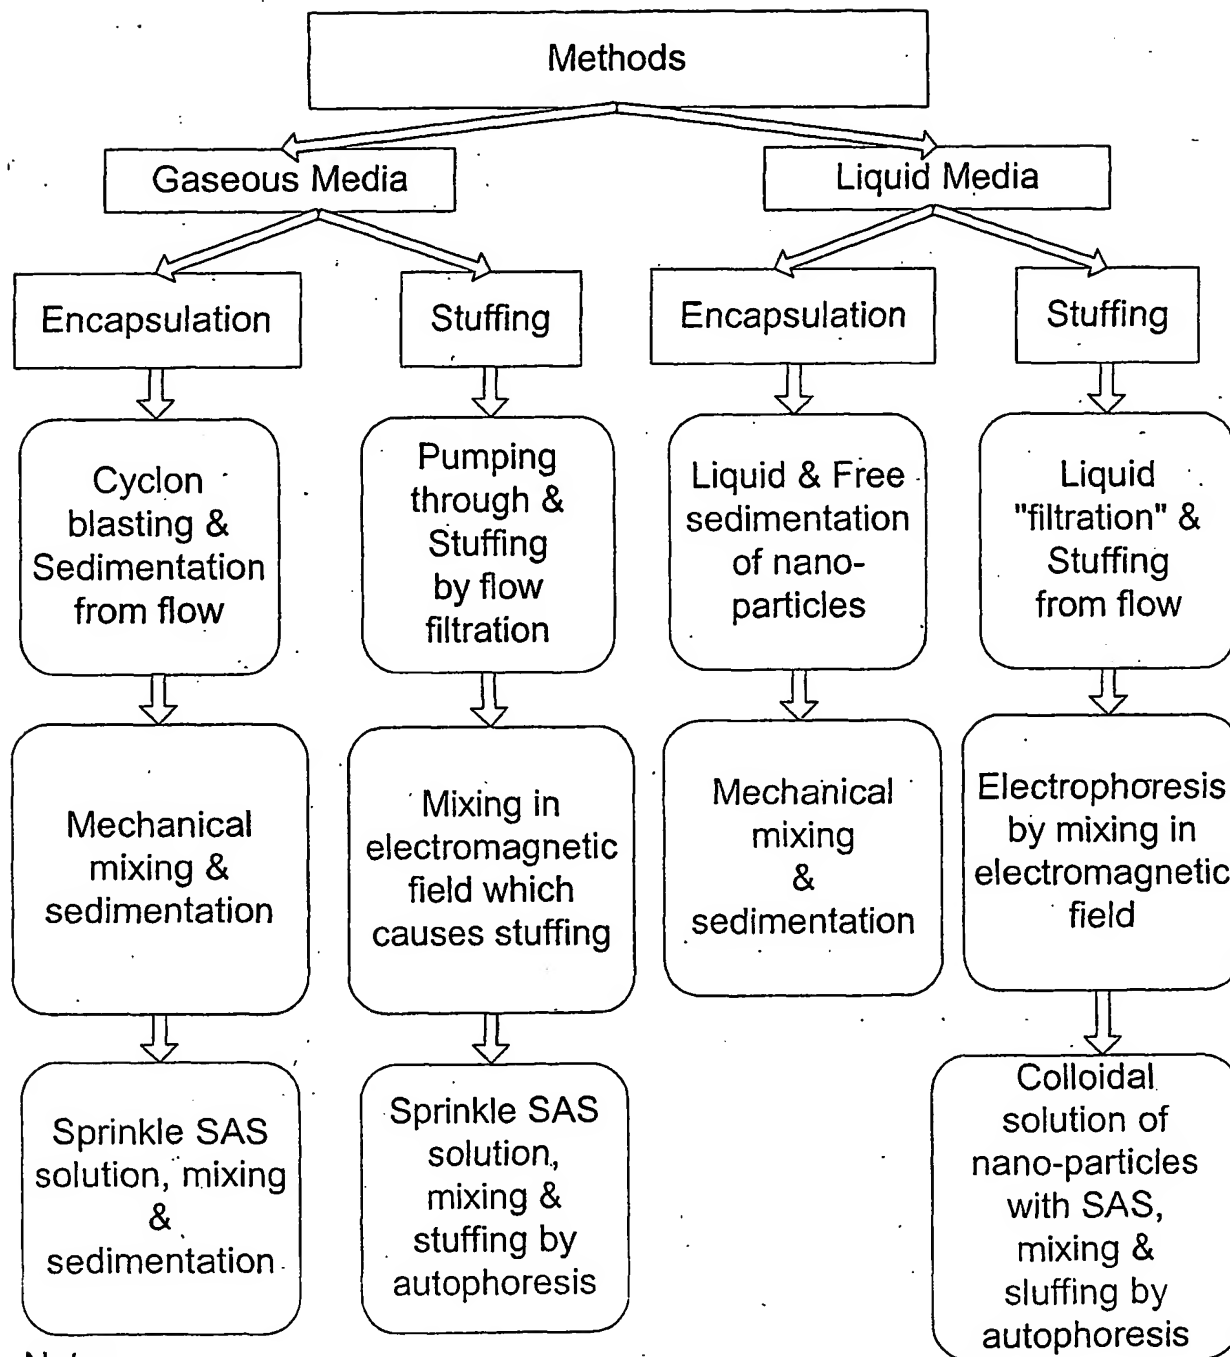 Methods
Gaseous Media
Liquid Media
Encapsulation
Stuffing
Encapsulation
Stuffing
Cyclon
blasting &
Sedimentation
from flow
Pumping
through &
Stuffing
by flow
filtration
Liquid & Free
sedimentation
of nano-
particles
Liquid
"filtration" &
Stuffing
from flow
Mechanical
mixing &
sedimentation
Mixing in
electromagnetic
field which
causes stuffing
Mechanical
mixing
&
sedimentation
Electrophoresis
by mixing in
electromagnetic
field
Sprinkle SAS
solution, mixing
&
sedimentation
Sprinkle SAS
solution,
mixing &
stuffing by
autophoresis
Colloidal
solution of
nano-particles
with SAS,
mixing &
sluffing by
autophoresis